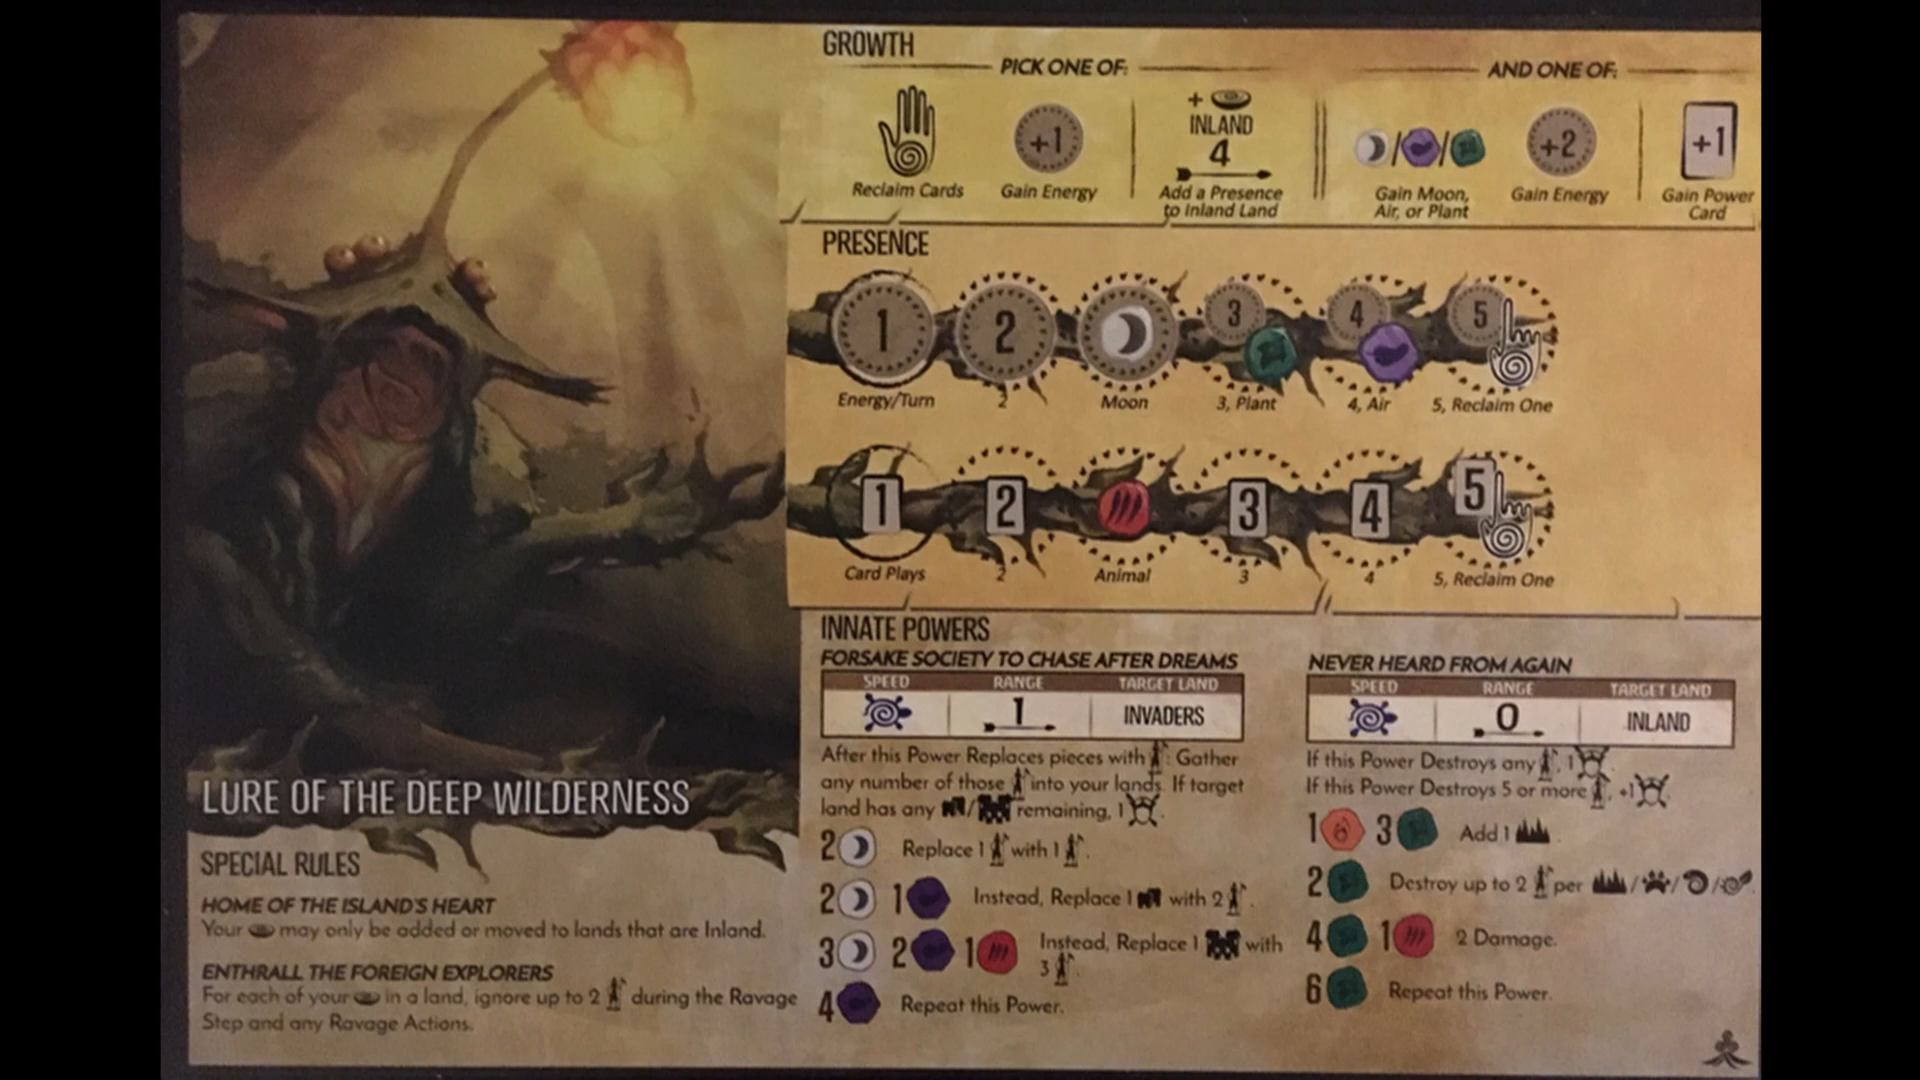 GROWTH
PICK ONE OF:
AND ONE OF:
+
INLAND
4
+1
+2
+1
/ /
Reclaim Cards
Gain Energy
Add a Presence
to Inland Land
Gain Moon,
Air, or Plant
Gain Energy
Gain Power
Card
PRESENCE
1 2 3 4 5
Energy/Turn 2 Moon 3, Plant 4, Air 5, Reclaim One
1 2 3 4 5
Card Plays 2 Animal 3 4 5, Reclaim One
INNATE POWERS
FORSAKE SOCIETY TO CHASE AFTER DREAMS
SPEED RANGE TARGET LAND
1 INVADERS
After this Power Replaces pieces with : Gather
any number of those into your lands. If target
land has any / remaining, 1 .
2 Replace 1 with 1 .
2 1 Instead, Replace 1 with 2 .
3 2 1 Instead, Replace 1 with
3 .
4 Repeat this Power.
NEVER HEARD FROM AGAIN
SPEED RANGE TARGET LAND
0 INLAND
If this Power Destroys any , 1 .
If this Power Destroys 5 or more , +1 .
1 3 Add 1 .
2 Destroy up to 2 per / / / .
4 1 2 Damage.
6 Repeat this Power.
LURE OF THE DEEP WILDERNESS
SPECIAL RULES
HOME OF THE ISLAND'S HEART
Your may only be added or moved to lands that are Inland.
ENTHRALL THE FOREIGN EXPLORERS
For each of your in a land, ignore up to 2 during the Ravage
Step and any Ravage Actions.